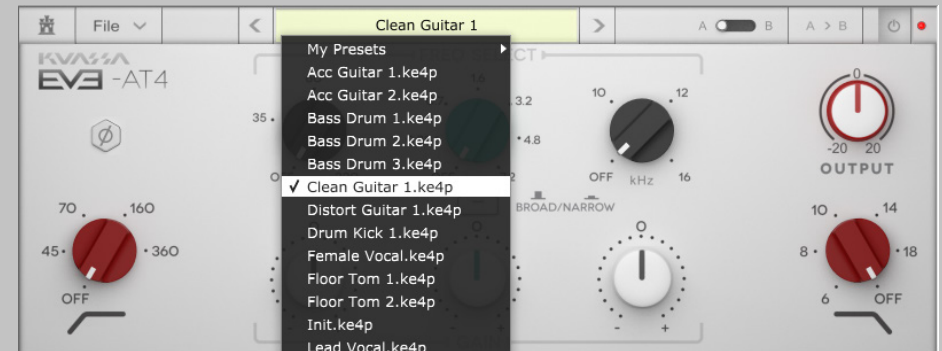 File
Clean Guitar 1
A B
A > B
KVASSA
EVE-AT4
My Presets
Acc Guitar 1.ke4p
Acc Guitar 2.ke4p
Bass Drum 1.ke4p
Bass Drum 2.ke4p
Bass Drum 3.ke4p
✓ Clean Guitar 1.ke4p
Distort Guitar 1.ke4p
Drum Kick 1.ke4p
Female Vocal.ke4p
Floor Tom 1.ke4p
Floor Tom 2.ke4p
Init.ke4p
Lead Vocal.ke4p
70 160
45 360
OFF
35
1.6
3.2
4.8
10 12
OFF kHz 16
BROAD/NARROW
0
- +
0
-20 20
OUTPUT
10 14
8 18
6 OFF